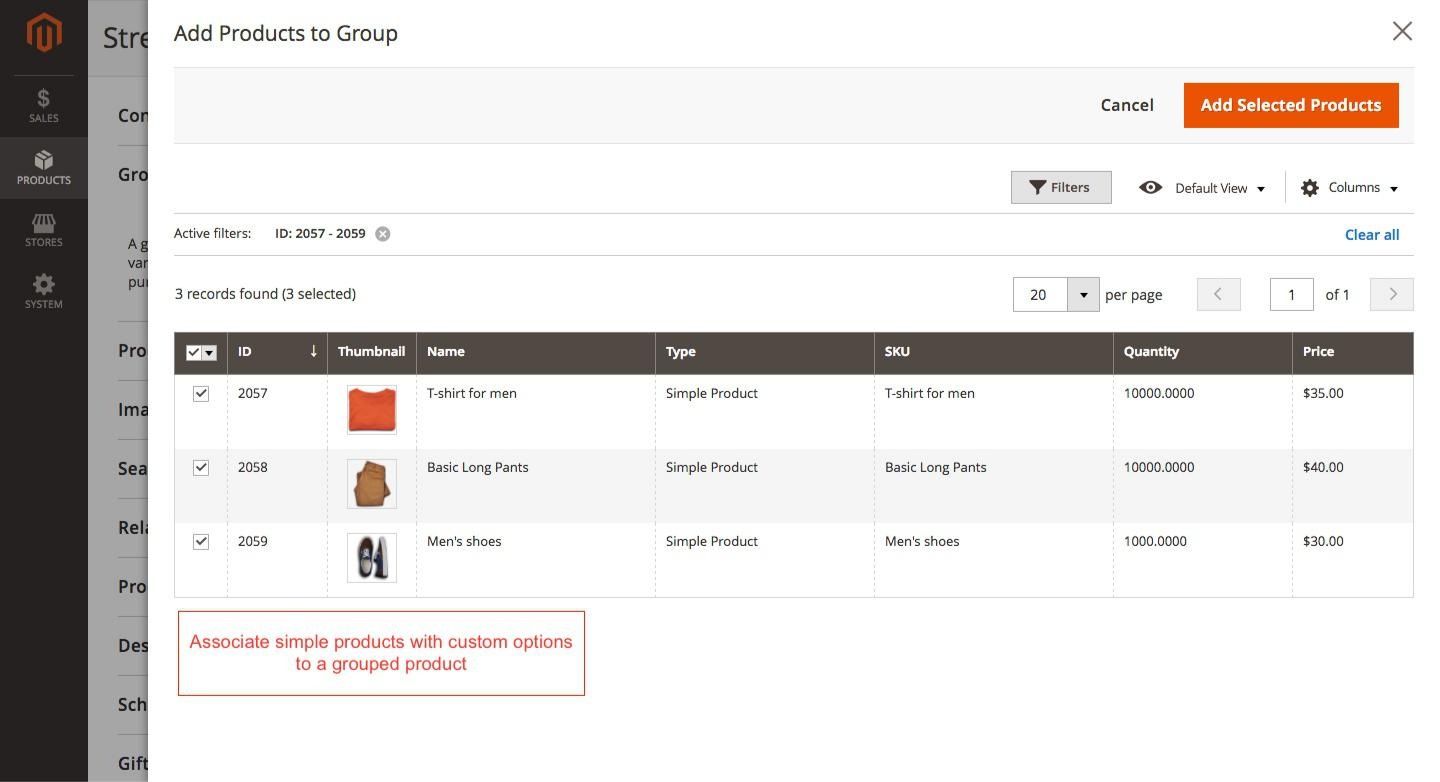 Stre
Add Products to Group
Cancel
Add Selected Products
SALES
PRODUCTS
STORES
SYSTEM
Con
Gro
A g
var
pu
Pro
Ima
Sea
Rela
Pro
Des
Sch
Gift
Filters
Default View
Columns
Active filters: ID: 2057 - 2059
Clear all
3 records found (3 selected)
20 per page
1 of 1
ID ↓ Thumbnail Name Type SKU Quantity Price
2057 T-shirt for men Simple Product T-shirt for men 10000.0000 $35.00
2058 Basic Long Pants Simple Product Basic Long Pants 10000.0000 $40.00
2059 Men's shoes Simple Product Men's shoes 1000.0000 $30.00
Associate simple products with custom options
to a grouped product